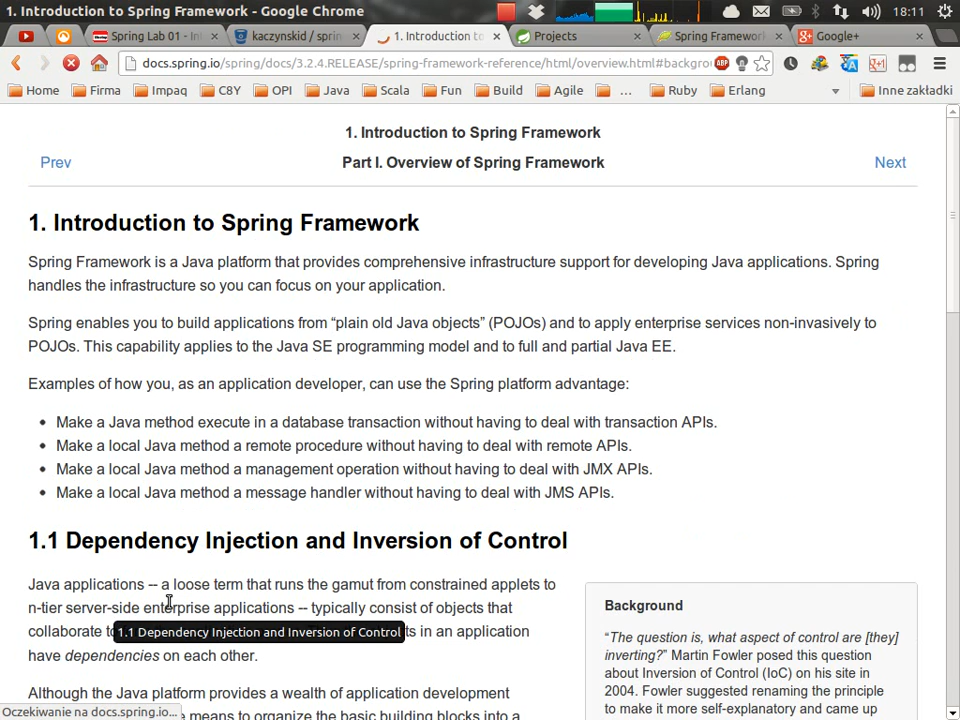 1. Introduction to Spring Framework - Google Chrome
18:11
Spring Lab 01 - In
kaczynskid / sprin
1. Introduction to
Projects
Spring Framework
Google+
docs.spring.io/spring/docs/3.2.4.RELEASE/spring-framework-reference/html/overview.html#backgrou
ABP
Home
Firma
Impaq
C8Y
OPI
Java
Scala
Fun
Build
Agile
...
Ruby
Erlang
Inne zakładki
1. Introduction to Spring Framework
Prev
Part I. Overview of Spring Framework
Next
1. Introduction to Spring Framework
Spring Framework is a Java platform that provides comprehensive infrastructure support for developing Java applications. Spring
handles the infrastructure so you can focus on your application.
Spring enables you to build applications from “plain old Java objects” (POJOs) and to apply enterprise services non-invasively to
POJOs. This capability applies to the Java SE programming model and to full and partial Java EE.
Examples of how you, as an application developer, can use the Spring platform advantage:
• Make a Java method execute in a database transaction without having to deal with transaction APIs.
• Make a local Java method a remote procedure without having to deal with remote APIs.
• Make a local Java method a management operation without having to deal with JMX APIs.
• Make a local Java method a message handler without having to deal with JMS APIs.
1.1 Dependency Injection and Inversion of Control
Java applications -- a loose term that runs the gamut from constrained applets to
n-tier server-side enterprise applications -- typically consist of objects that
collaborate to
1.1 Dependency Injection and Inversion of Control
ts in an application
have dependencies on each other.
Although the Java platform provides a wealth of application development
means to organize the basic building blocks into a
Background
“The question is, what aspect of control are [they]
inverting?” Martin Fowler posed this question
about Inversion of Control (IoC) on his site in
2004. Fowler suggested renaming the principle
to make it more self-explanatory and came up
Oczekiwanie na docs.spring.io...